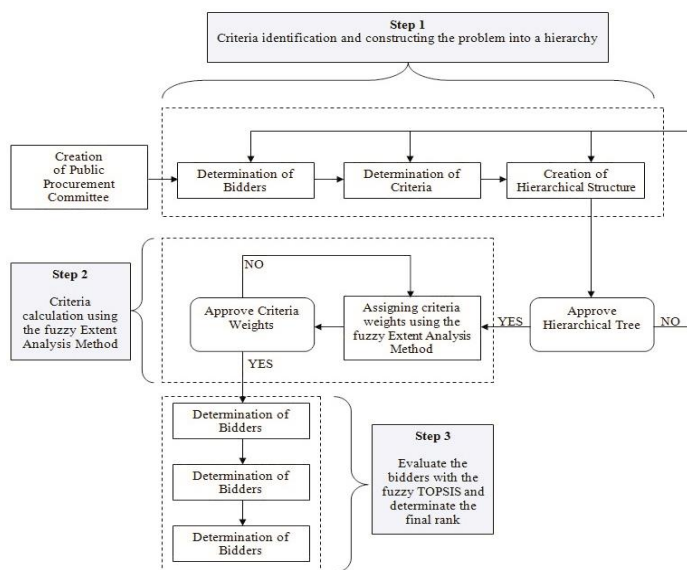 Step 1
Criteria identification and constructing the problem into a hierarchy
Creation
of Public
Procurement
Committee
Determination of
Bidders
Determination of
Criteria
Creation of
Hierarchical Structure
Step 2
Criteria
calculation using
the fuzzy Extent
Analysis Method
NO
Approve Criteria
Weights
Assigning criteria
weights using the
fuzzy Extent Analysis
Method
YES
Approve
Hierarchical Tree
NO
YES
Determination of
Bidders
Determination of
Bidders
Determination of
Bidders
Step 3
Evaluate the
bidders with the
fuzzy TOPSIS and
determinate the
final rank